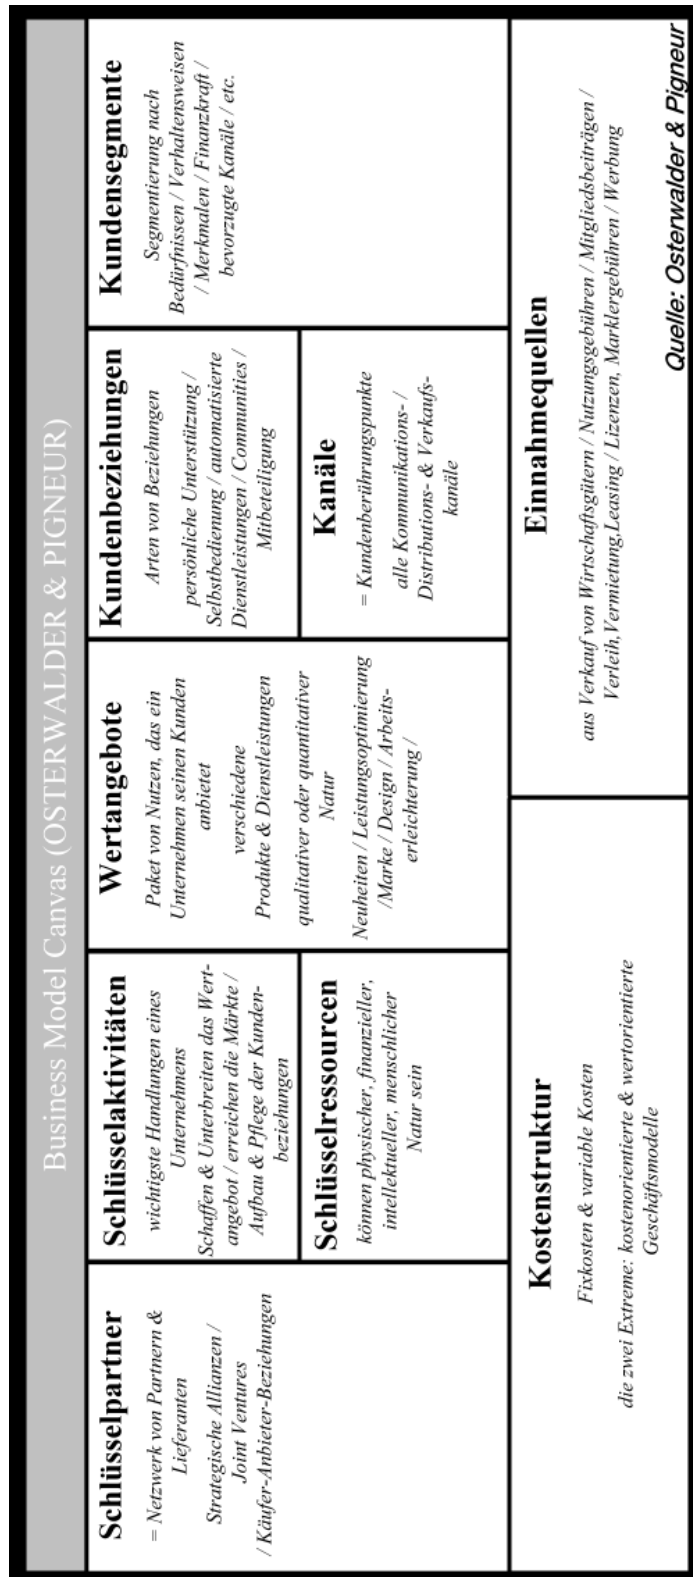 Business Model Canvas (OSTERWALDER & PIGNEUR)
Schlüsselpartner
= Netzwerk von Partnern &
Lieferanten
Strategische Allianzen /
Joint Ventures
/ Käufer-Anbieter-Beziehungen
Schlüsselaktivitäten
wichtigste Handlungen eines
Unternehmens
Schaffen & Unterbreiten das Wert-
angebot / erreichen die Märkte /
Aufbau & Pflege der Kunden-
beziehungen
Schlüsselressourcen
können physischer, finanzieller,
intellektueller, menschlicher
Natur sein
Wertangebote
Paket von Nutzen, das ein
Unternehmen seinen Kunden
anbietet
verschiedene
Produkte & Dienstleistungen
qualitativer oder quantitativer
Natur
Neuheiten / Leistungsoptimierung
/Marke / Design / Arbeits-
erleichterung /
Kundenbeziehungen
Arten von Beziehungen
persönliche Unterstützung /
Selbstbedienung / automatisierte
Dienstleistungen / Communities /
Mitbeteiligung
Kanäle
= Kundenberührungspunkte
alle Kommunikations- /
Distributions- & Verkaufs-
kanäle
Kundensegmente
Segmentierung nach
Bedürfnissen / Verhaltensweisen
/ Merkmalen / Finanzkraft /
bevorzugte Kanäle / etc.
Kostenstruktur
Fixkosten & variable Kosten
die zwei Extreme: kostenorientierte & wertorientierte
Geschäftsmodelle
Einnahmequellen
aus Verkauf von Wirtschaftsgütern / Nutzungsgebühren / Mitgliedsbeiträgen /
Verleih,Vermietung,Leasing / Lizenzen, Marklergebühren / Werbung
Quelle: Osterwalder & Pigneur